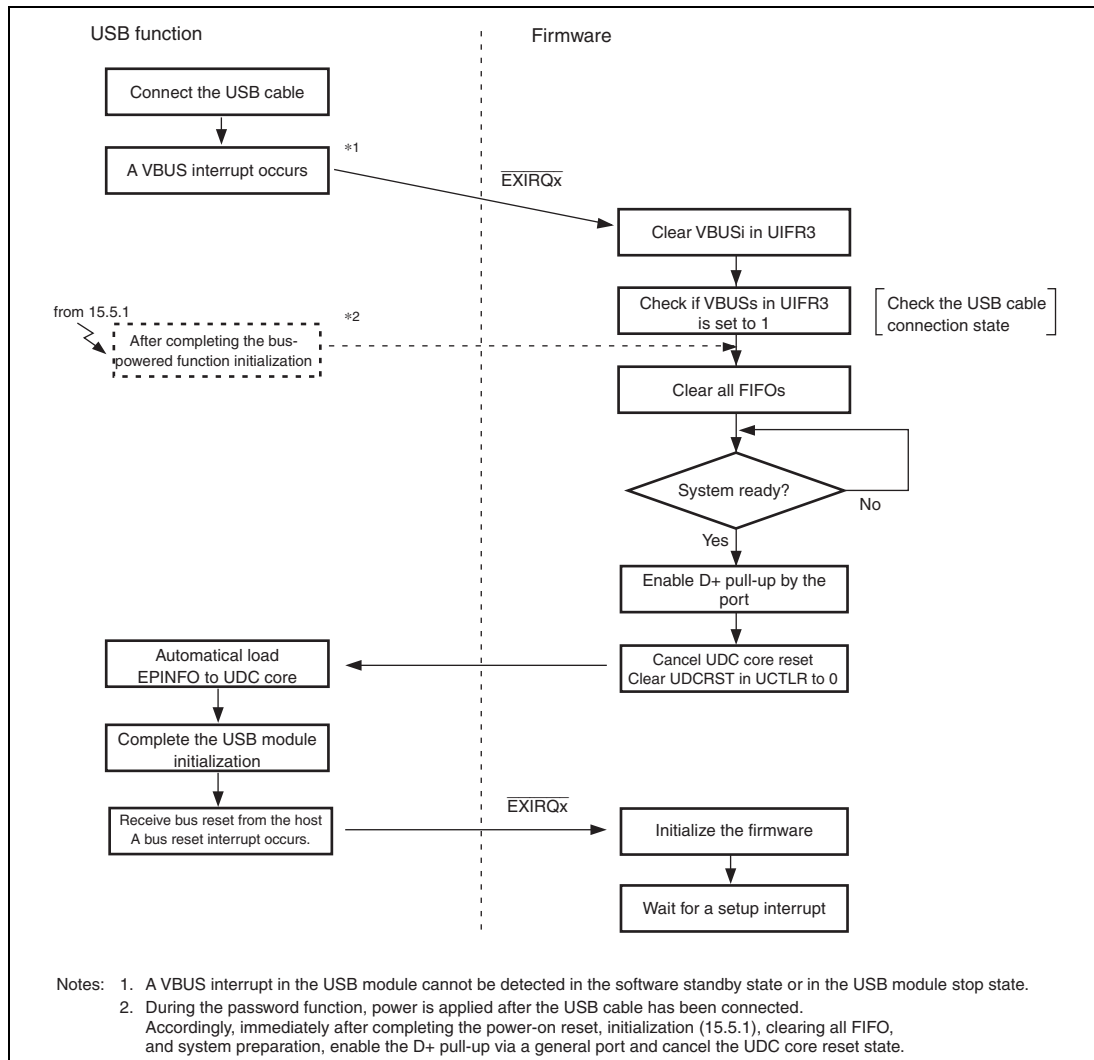 USB function
Firmware
Connect the USB cable
A VBUS interrupt occurs
*1
EXIRQx
Clear VBUSi in UIFR3
Check if VBUSs in UIFR3
is set to 1
Check the USB cable
connection state
from 15.5.1
*2
After completing the bus-
powered function initialization
Clear all FIFOs
System ready?
No
Yes
Enable D+ pull-up by the
port
Automatical load
EPINFO to UDC core
Cancel UDC core reset
Clear UDCRST in UCTLR to 0
Complete the USB module
initialization
Receive bus reset from the host
A bus reset interrupt occurs.
EXIRQx
Initialize the firmware
Wait for a setup interrupt
Notes: 1. A VBUS interrupt in the USB module cannot be detected in the software standby state or in the USB module stop state.
2. During the password function, power is applied after the USB cable has been connected.
Accordingly, immediately after completing the power-on reset, initialization (15.5.1), clearing all FIFO,
and system preparation, enable the D+ pull-up via a general port and cancel the UDC core reset state.